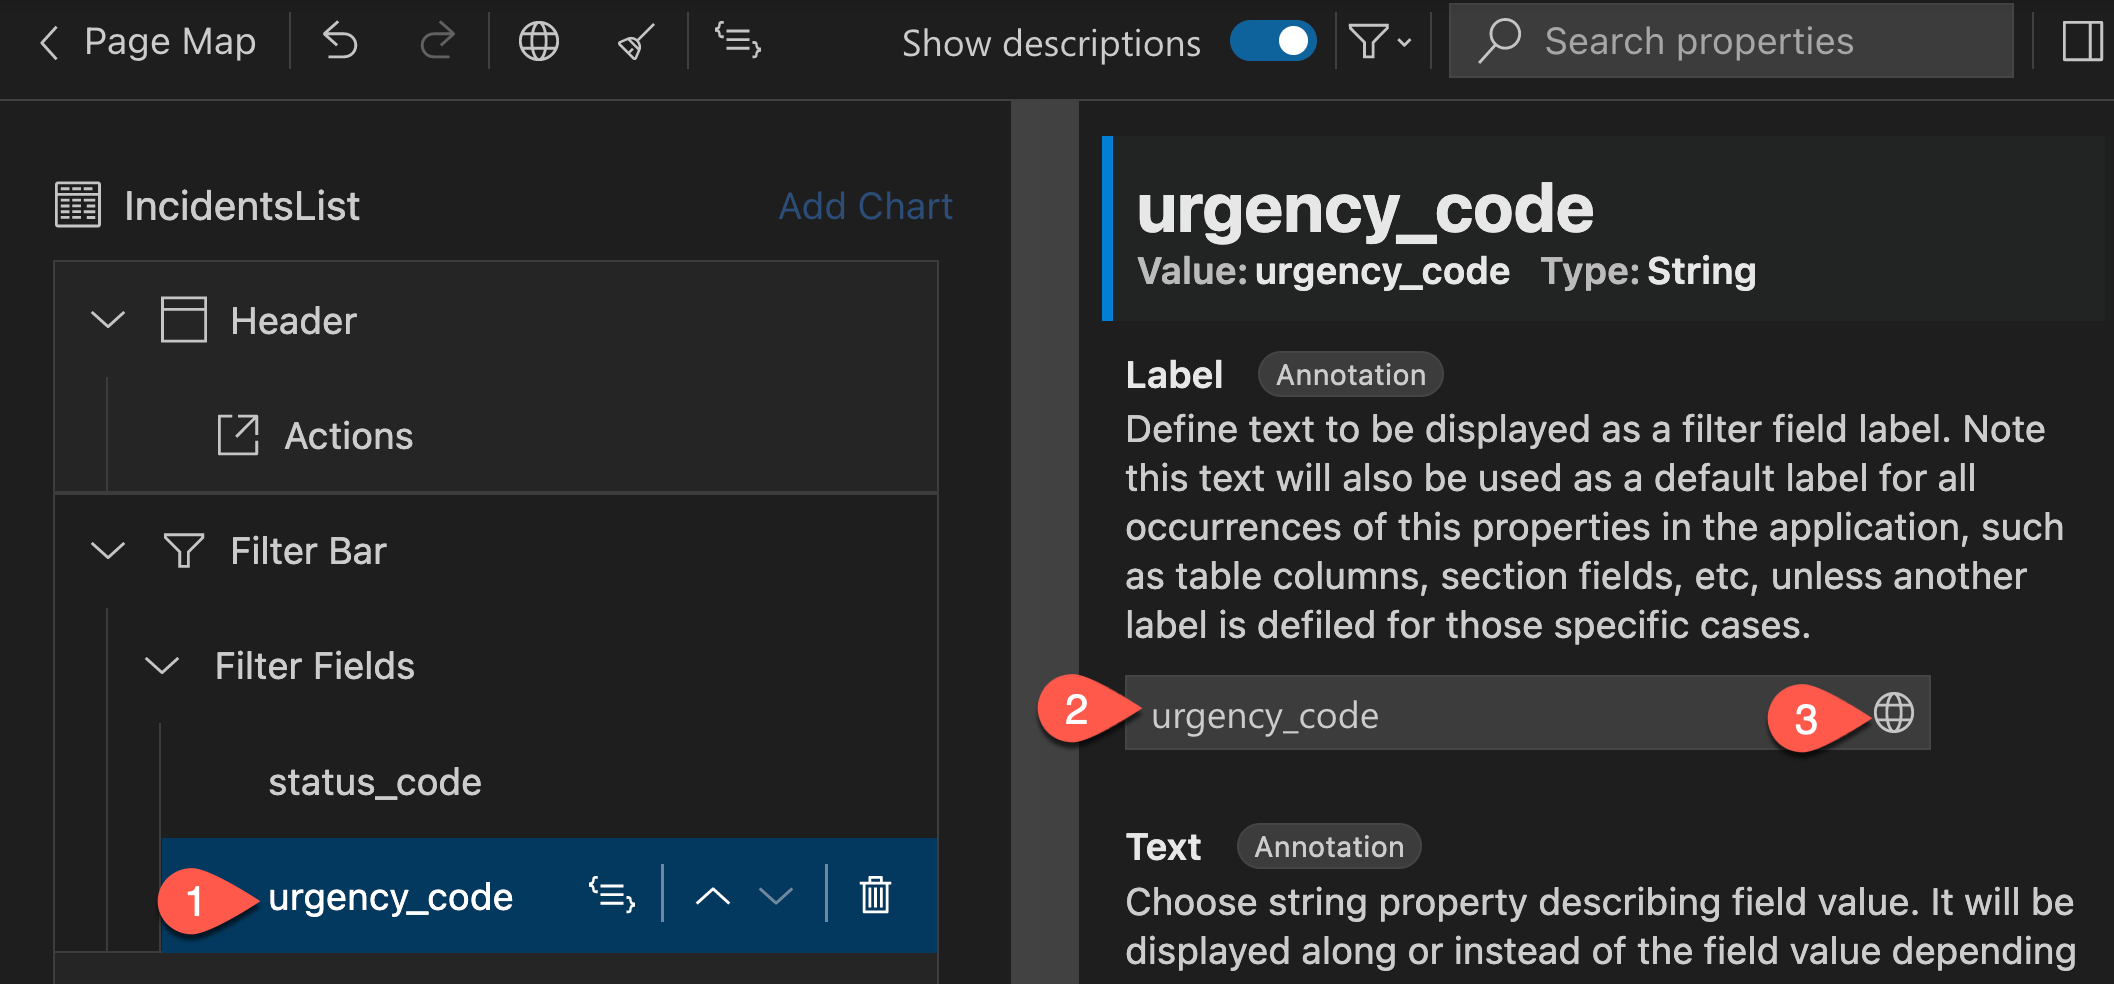 Page Map
Show descriptions
Search properties
IncidentsList
Add Chart
Header
Actions
Filter Bar
Filter Fields
status_code
1
urgency_code
urgency_code
Value: urgency_code Type: String
Label Annotation
Define text to be displayed as a filter field label. Note
this text will also be used as a default label for all
occurrences of this properties in the application, such
as table columns, section fields, etc, unless another
label is defiled for those specific cases.
2
urgency_code
3
Text Annotation
Choose string property describing field value. It will be
displayed along or instead of the field value depending